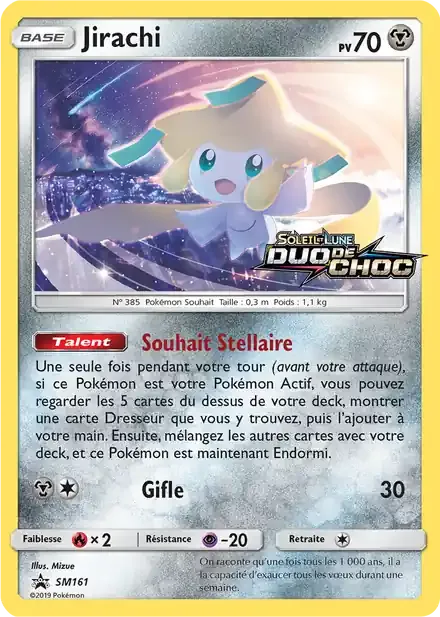 BASE Jirachi PV70
SOLEIL ET LUNE
DUO DE CHOC
N° 385 Pokémon Souhait Taille : 0,3 m Poids : 1,1 kg
Talent Souhait Stellaire
Une seule fois pendant votre tour (avant votre attaque),
si ce Pokémon est votre Pokémon Actif, vous pouvez
regarder les 5 cartes du dessus de votre deck, montrer
une carte Dresseur que vous y trouvez, puis l'ajouter à
votre main. Ensuite, mélangez les autres cartes avec votre
deck, et ce Pokémon est maintenant Endormi.
Gifle 30
Faiblesse × 2 Résistance -20 Retraite
Illus. Mizue
SM161
©2019 Pokémon
On raconte qu'une fois tous les 1 000 ans, il a
la capacité d'exaucer tous les vœux durant une
semaine.